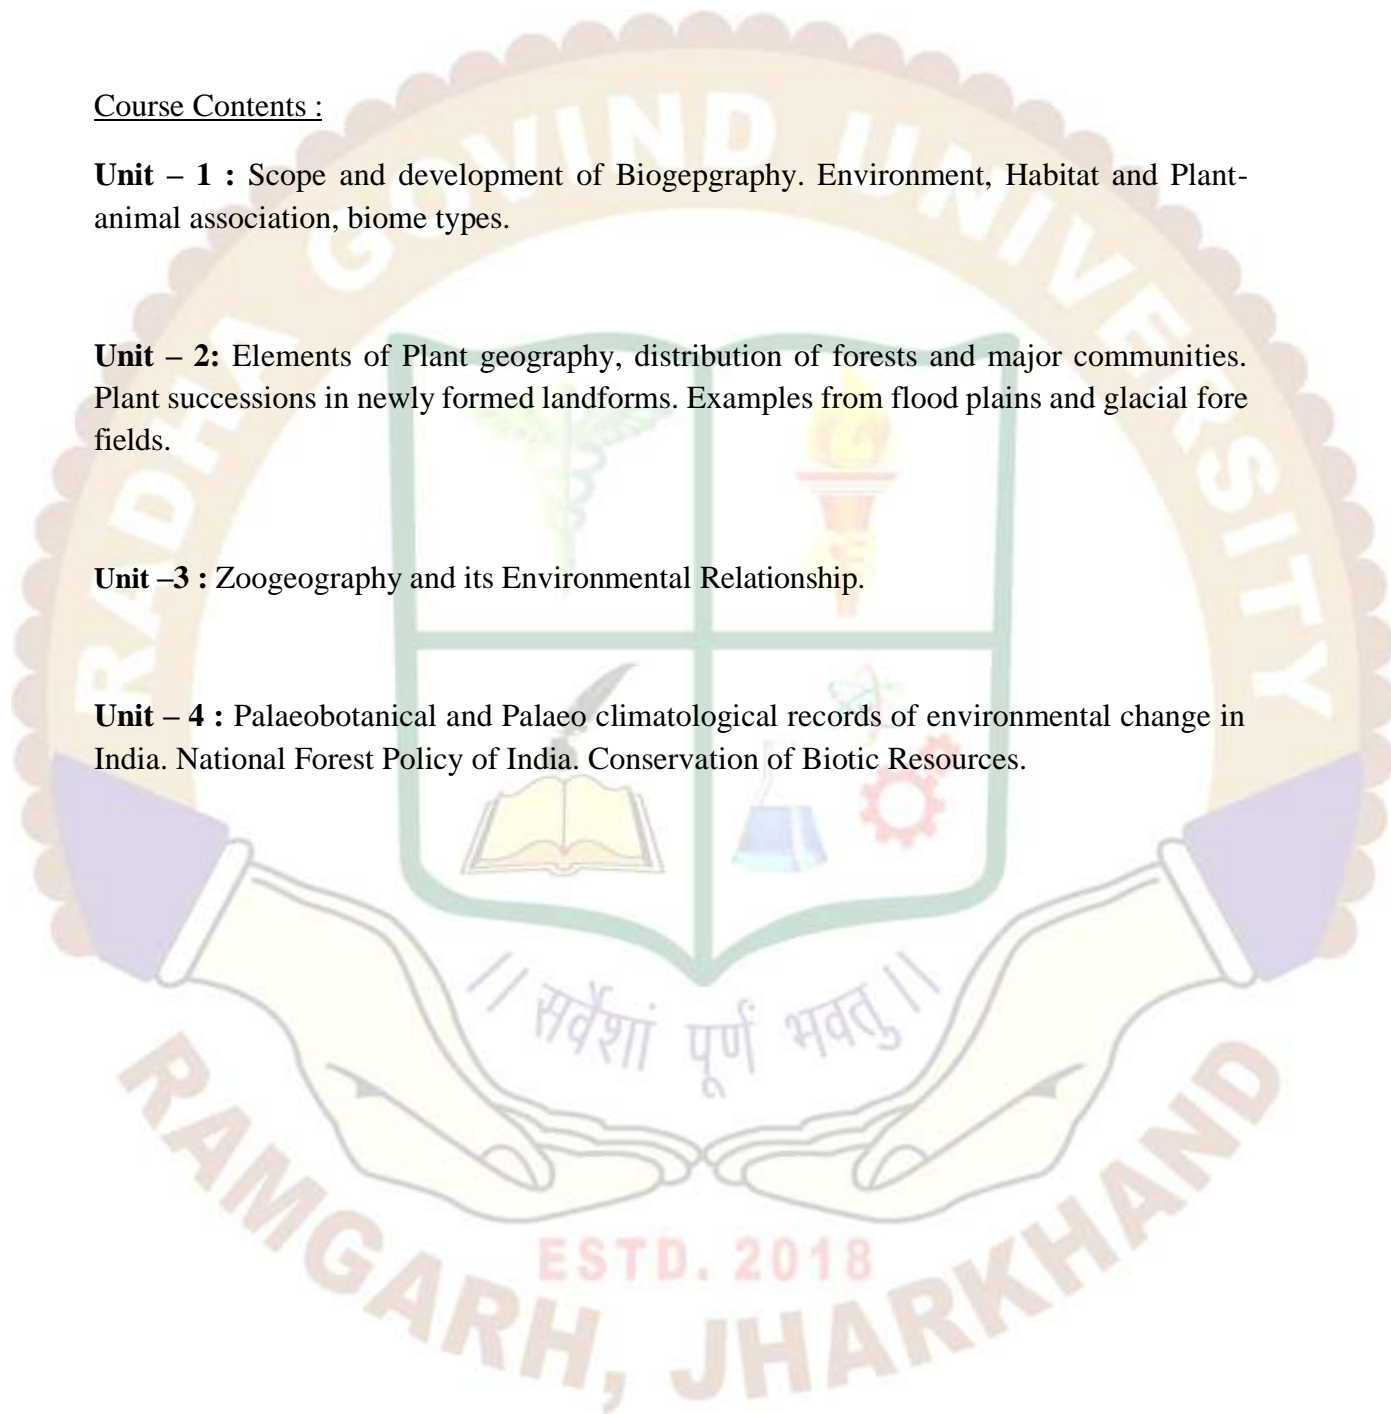 Course Contents :
Unit – 1 : Scope and development of Biogepgraphy. Environment, Habitat and Plant-
animal association, biome types.
Unit – 2: Elements of Plant geography, distribution of forests and major communities.
Plant successions in newly formed landforms. Examples from flood plains and glacial fore
fields.
Unit –3 : Zoogeography and its Environmental Relationship.
Unit – 4 : Palaeobotanical and Palaeo climatological records of environmental change in
India. National Forest Policy of India. Conservation of Biotic Resources.
RADHA GOVIND UNIVERSITY
// सर्वेशां पूर्ण भवतु //
ESTD. 2018
RAMGARH, JHARKHAND